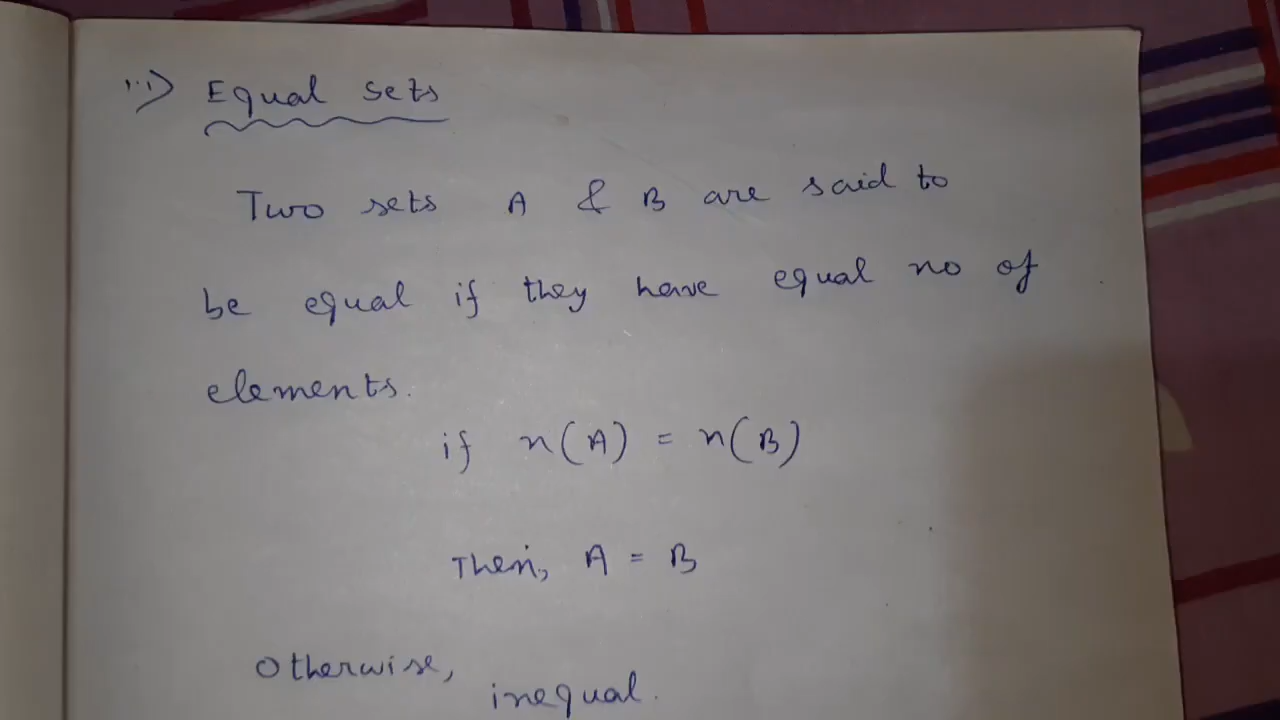 iii) Equal sets
Two sets A & B are said to
be equal if they have equal no of
elements.
if n(A) = n(B)
Then, A = B
Otherwise,
inequal.